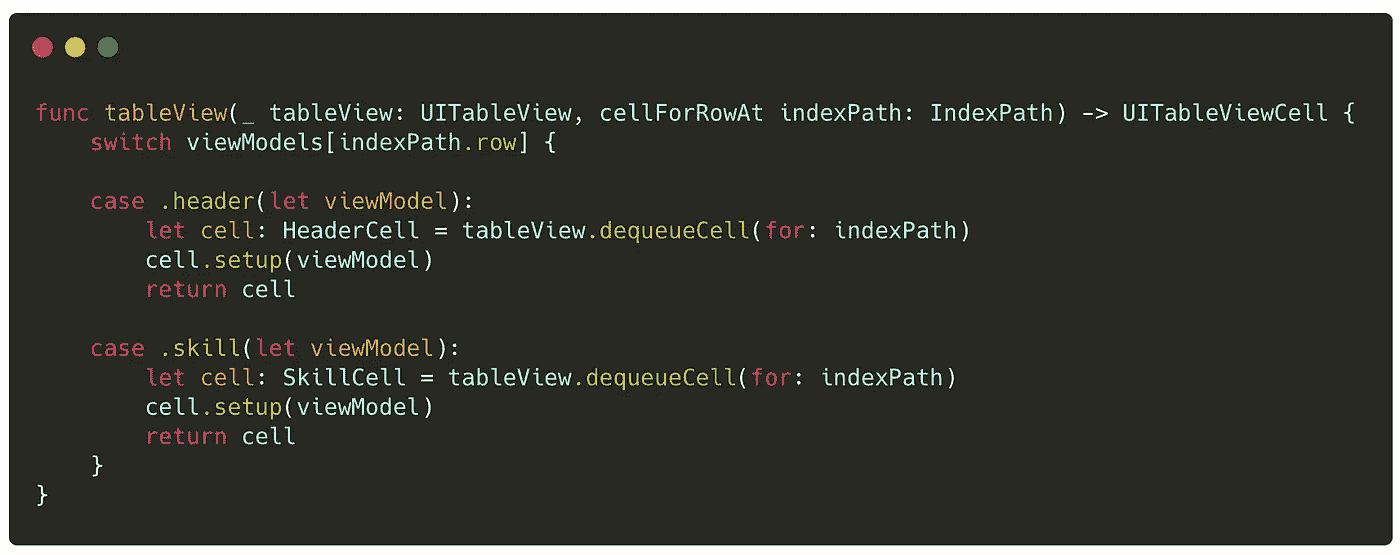 func tableView(_ tableView: UITableView, cellForRowAt indexPath: IndexPath) -> UITableViewCell {
    switch viewModels[indexPath.row] {

    case .header(let viewModel):
        let cell: HeaderCell = tableView.dequeueCell(for: indexPath)
        cell.setup(viewModel)
        return cell

    case .skill(let viewModel):
        let cell: SkillCell = tableView.dequeueCell(for: indexPath)
        cell.setup(viewModel)
        return cell
    }
}